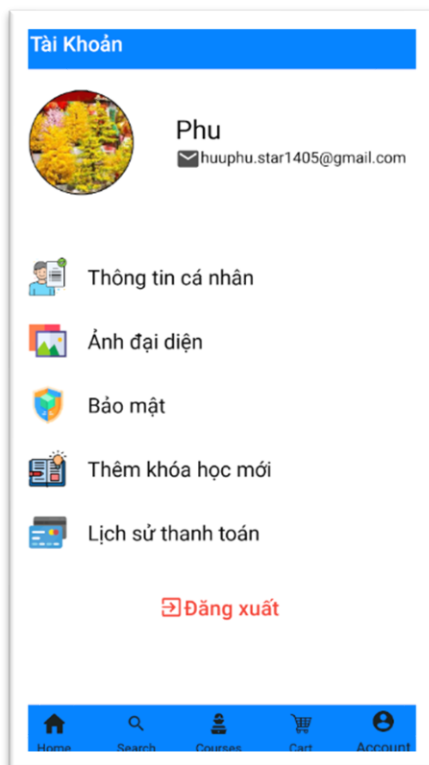 Tài Khoản
Phu
huuphu.star1405@gmail.com
Thông tin cá nhân
Ảnh đại diện
Bảo mật
Thêm khóa học mới
Lịch sử thanh toán
Đăng xuất
Home Search Courses Cart Account